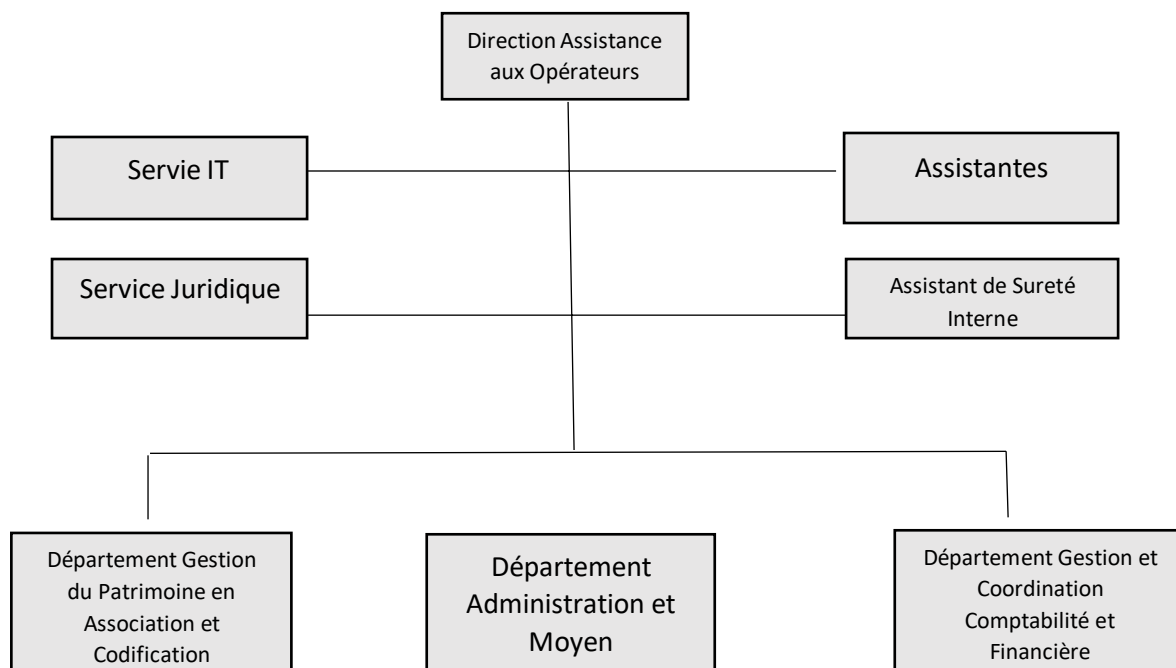 Direction Assistance
aux Opérateurs
Servie IT
Assistantes
Service Juridique
Assistant de Sureté
Interne
Département Gestion
du Patrimoine en
Association et
Codification
Département
Administration et
Moyen
Département Gestion et
Coordination
Comptabilité et
Financière